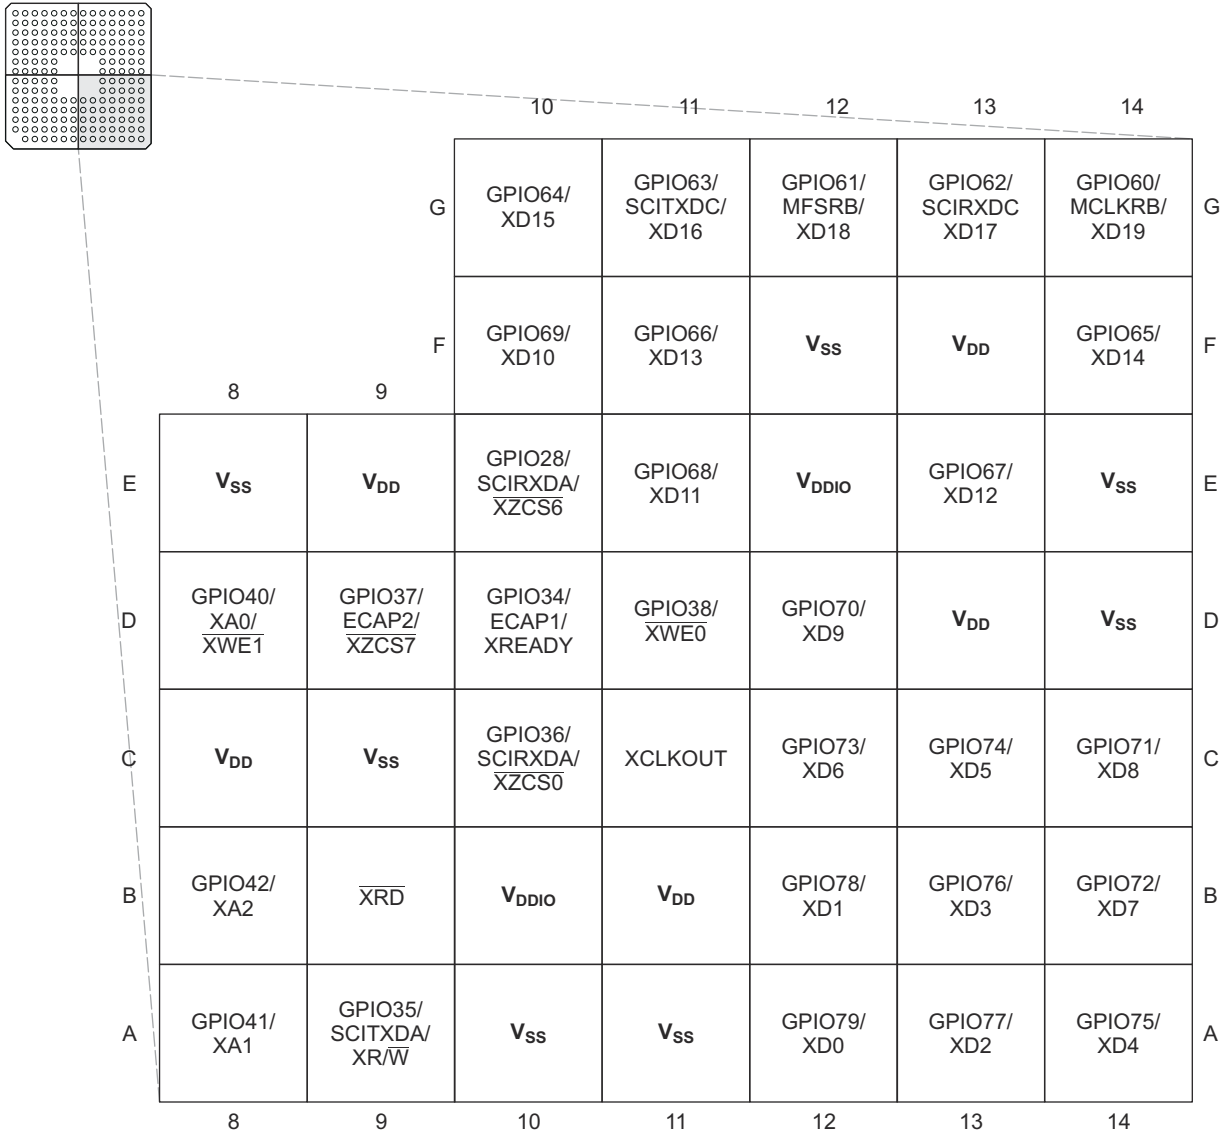 10 11 12 13 14
G GPIO64/ GPIO63/ GPIO61/ GPIO62/ GPIO60/ G
XD15 SCITXDC/ MFSRB/ SCIRXDC MCLKRB/
XD16 XD18 XD17 XD19
F GPIO69/ GPIO66/ VSS VDD GPIO65/ F
XD10 XD13 XD14
8 9
E VSS VDD GPIO28/ GPIO68/ VDDIO GPIO67/ VSS E
SCIRXDA/ XD11 XD12
XZCS6
D GPIO40/ GPIO37/ GPIO34/ GPIO38/ GPIO70/ VDD VSS D
XA0/ ECAP2/ ECAP1/ XWE0 XD9
XWE1 XZCS7 XREADY
C VDD VSS GPIO36/ XCLKOUT GPIO73/ GPIO74/ GPIO71/ C
SCIRXDA/ XD6 XD5 XD8
XZCS0
B GPIO42/ XRD VDDIO VDD GPIO78/ GPIO76/ GPIO72/ B
XA2 XD1 XD3 XD7
A GPIO41/ GPIO35/ VSS VSS GPIO79/ GPIO77/ GPIO75/ A
XA1 SCITXDA/ XD0 XD2 XD4
XR/W
8 9 10 11 12 13 14